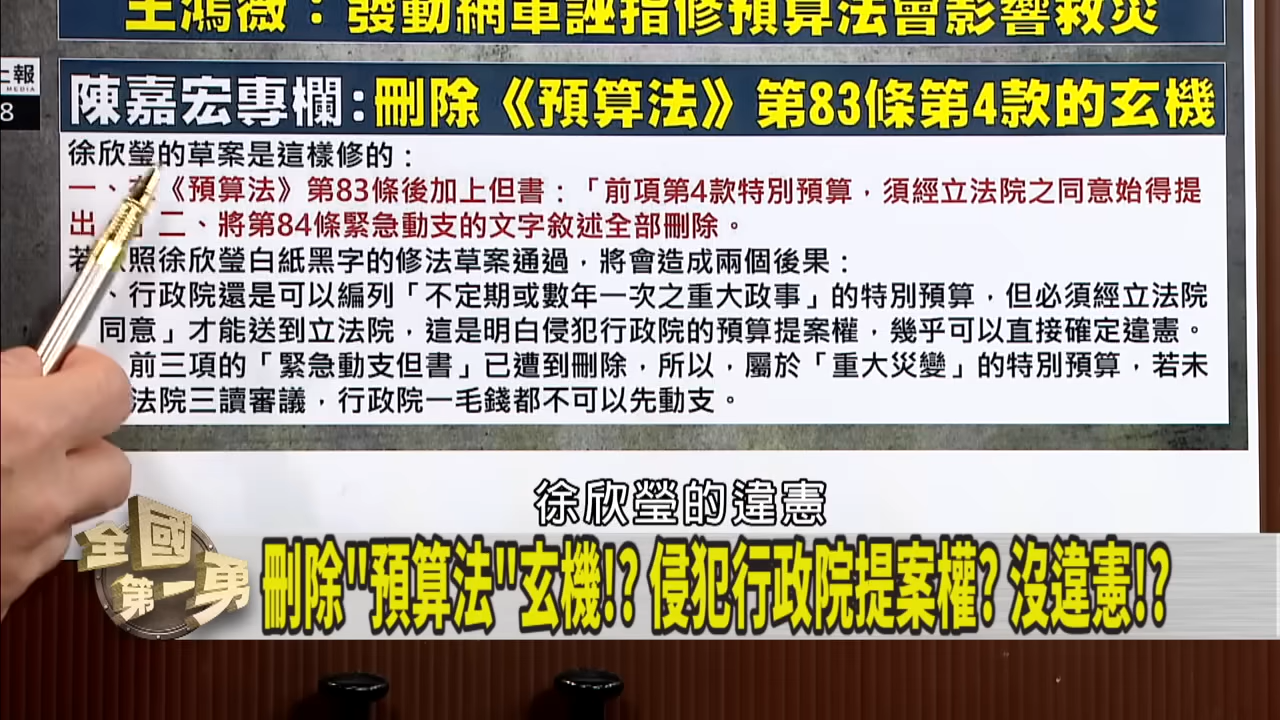 王鴻薇：發動網軍誣指修預算法會影響救災
上報
MEDIA
8
陳嘉宏專欄:刪除《預算法》第83條第4款的玄機
徐欣瑩的草案是這樣修的：
一、《預算法》第83條後加上但書：「前項第4款特別預算，須經立法院之同意始得提
出 二、將第84條緊急動支的文字敘述全部刪除。
若 照徐欣瑩白紙黑字的修法草案通過，將會造成兩個後果：
、行政院還是可以編列「不定期或數年一次之重大政事」的特別預算，但必須經立法院
同意」才能送到立法院，這是明白侵犯行政院的預算提案權，幾乎可以直接確定違憲。
前三項的「緊急動支但書」已遭到刪除，所以，屬於「重大災變」的特別預算，若未
法院三讀審議，行政院一毛錢都不可以先動支。
徐欣瑩的違憲
全國第一勇
刪除"預算法"玄機!? 侵犯行政院提案權? 沒違憲!?